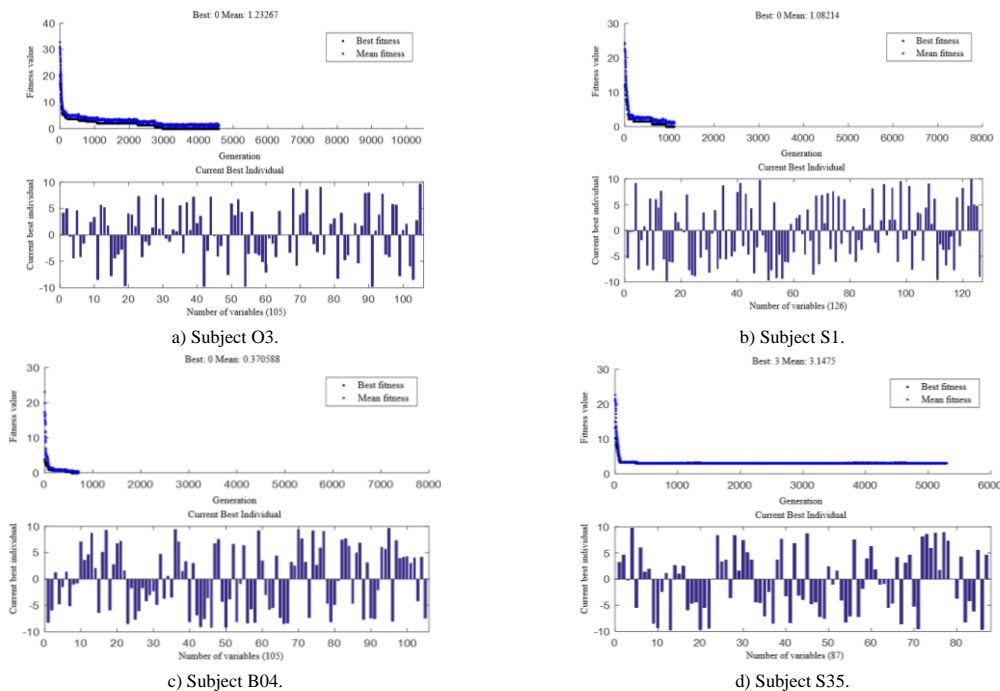 Best: 0 Mean: 1.23267
40
30
20
10
0
Fitness value
Best fitness
Mean fitness
0 1000 2000 3000 4000 5000 6000 7000 8000 9000 10000
Generation
Current Best Individual
10
5
0
-5
-10
Current best individual
0 10 20 30 40 50 60 70 80 90 100
Number of variables (105)
a) Subject O3.
Best: 0 Mean: 1.08214
30
20
10
0
Fitness value
Best fitness
Mean fitness
0 1000 2000 3000 4000 5000 6000 7000 8000
Generation
Current Best Individual
10
5
0
-5
-10
Current best individual
0 20 40 60 80 100 120
Number of variables (126)
b) Subject S1.
Best: 0 Mean: 0.370588
30
20
10
0
Fitness value
Best fitness
Mean fitness
0 1000 2000 3000 4000 5000 6000 7000 8000
Generation
Current Best Individual
10
5
0
-5
-10
Current best individual
0 10 20 30 40 50 60 70 80 90 100
Number of variables (105)
c) Subject B04.
Best: 3 Mean: 3.1475
30
20
10
0
Fitness value
Best fitness
Mean fitness
0 1000 2000 3000 4000 5000 6000
Generation
Current Best Individual
10
5
0
-5
-10
Current best individual
0 10 20 30 40 50 60 70 80
Number of variables (87)
d) Subject S35.